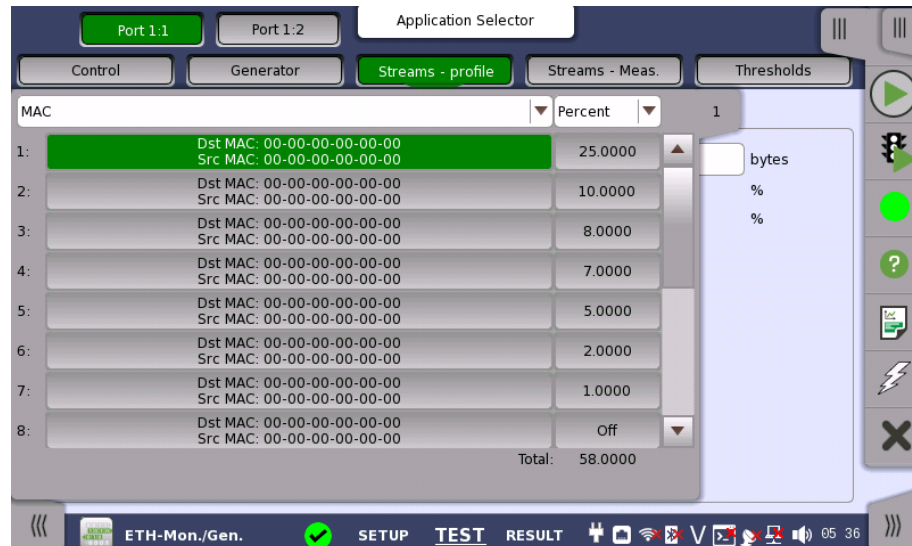 Port 1:1
Port 1:2
Application Selector
Control
Generator
Streams - profile
Streams - Meas.
Thresholds
MAC
Percent
1
1:
Dst MAC: 00-00-00-00-00-00
Src MAC: 00-00-00-00-00-00
25.0000
bytes
2:
Dst MAC: 00-00-00-00-00-00
Src MAC: 00-00-00-00-00-00
10.0000
%
3:
Dst MAC: 00-00-00-00-00-00
Src MAC: 00-00-00-00-00-00
8.0000
%
4:
Dst MAC: 00-00-00-00-00-00
Src MAC: 00-00-00-00-00-00
7.0000
5:
Dst MAC: 00-00-00-00-00-00
Src MAC: 00-00-00-00-00-00
5.0000
6:
Dst MAC: 00-00-00-00-00-00
Src MAC: 00-00-00-00-00-00
2.0000
7:
Dst MAC: 00-00-00-00-00-00
Src MAC: 00-00-00-00-00-00
1.0000
8:
Dst MAC: 00-00-00-00-00-00
Src MAC: 00-00-00-00-00-00
Off
Total: 58.0000
ETH-Mon./Gen.
SETUP
TEST
RESULT
05 36